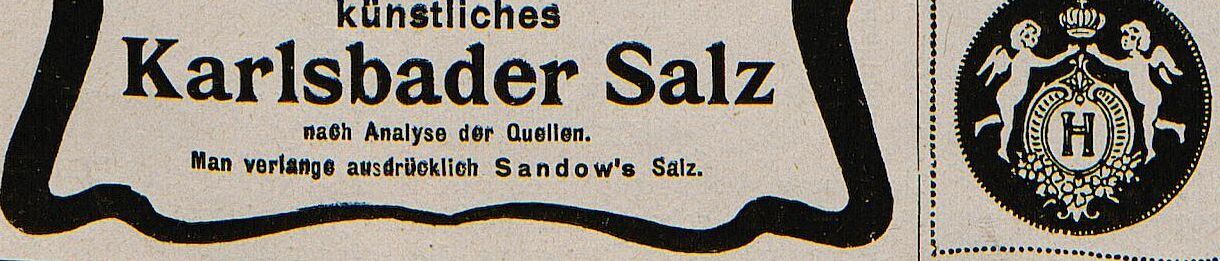 künstliches
Karlsbader Salz
nach Analyse der Quellen.
Man verlange ausdrücklich Sandow's Salz.
H